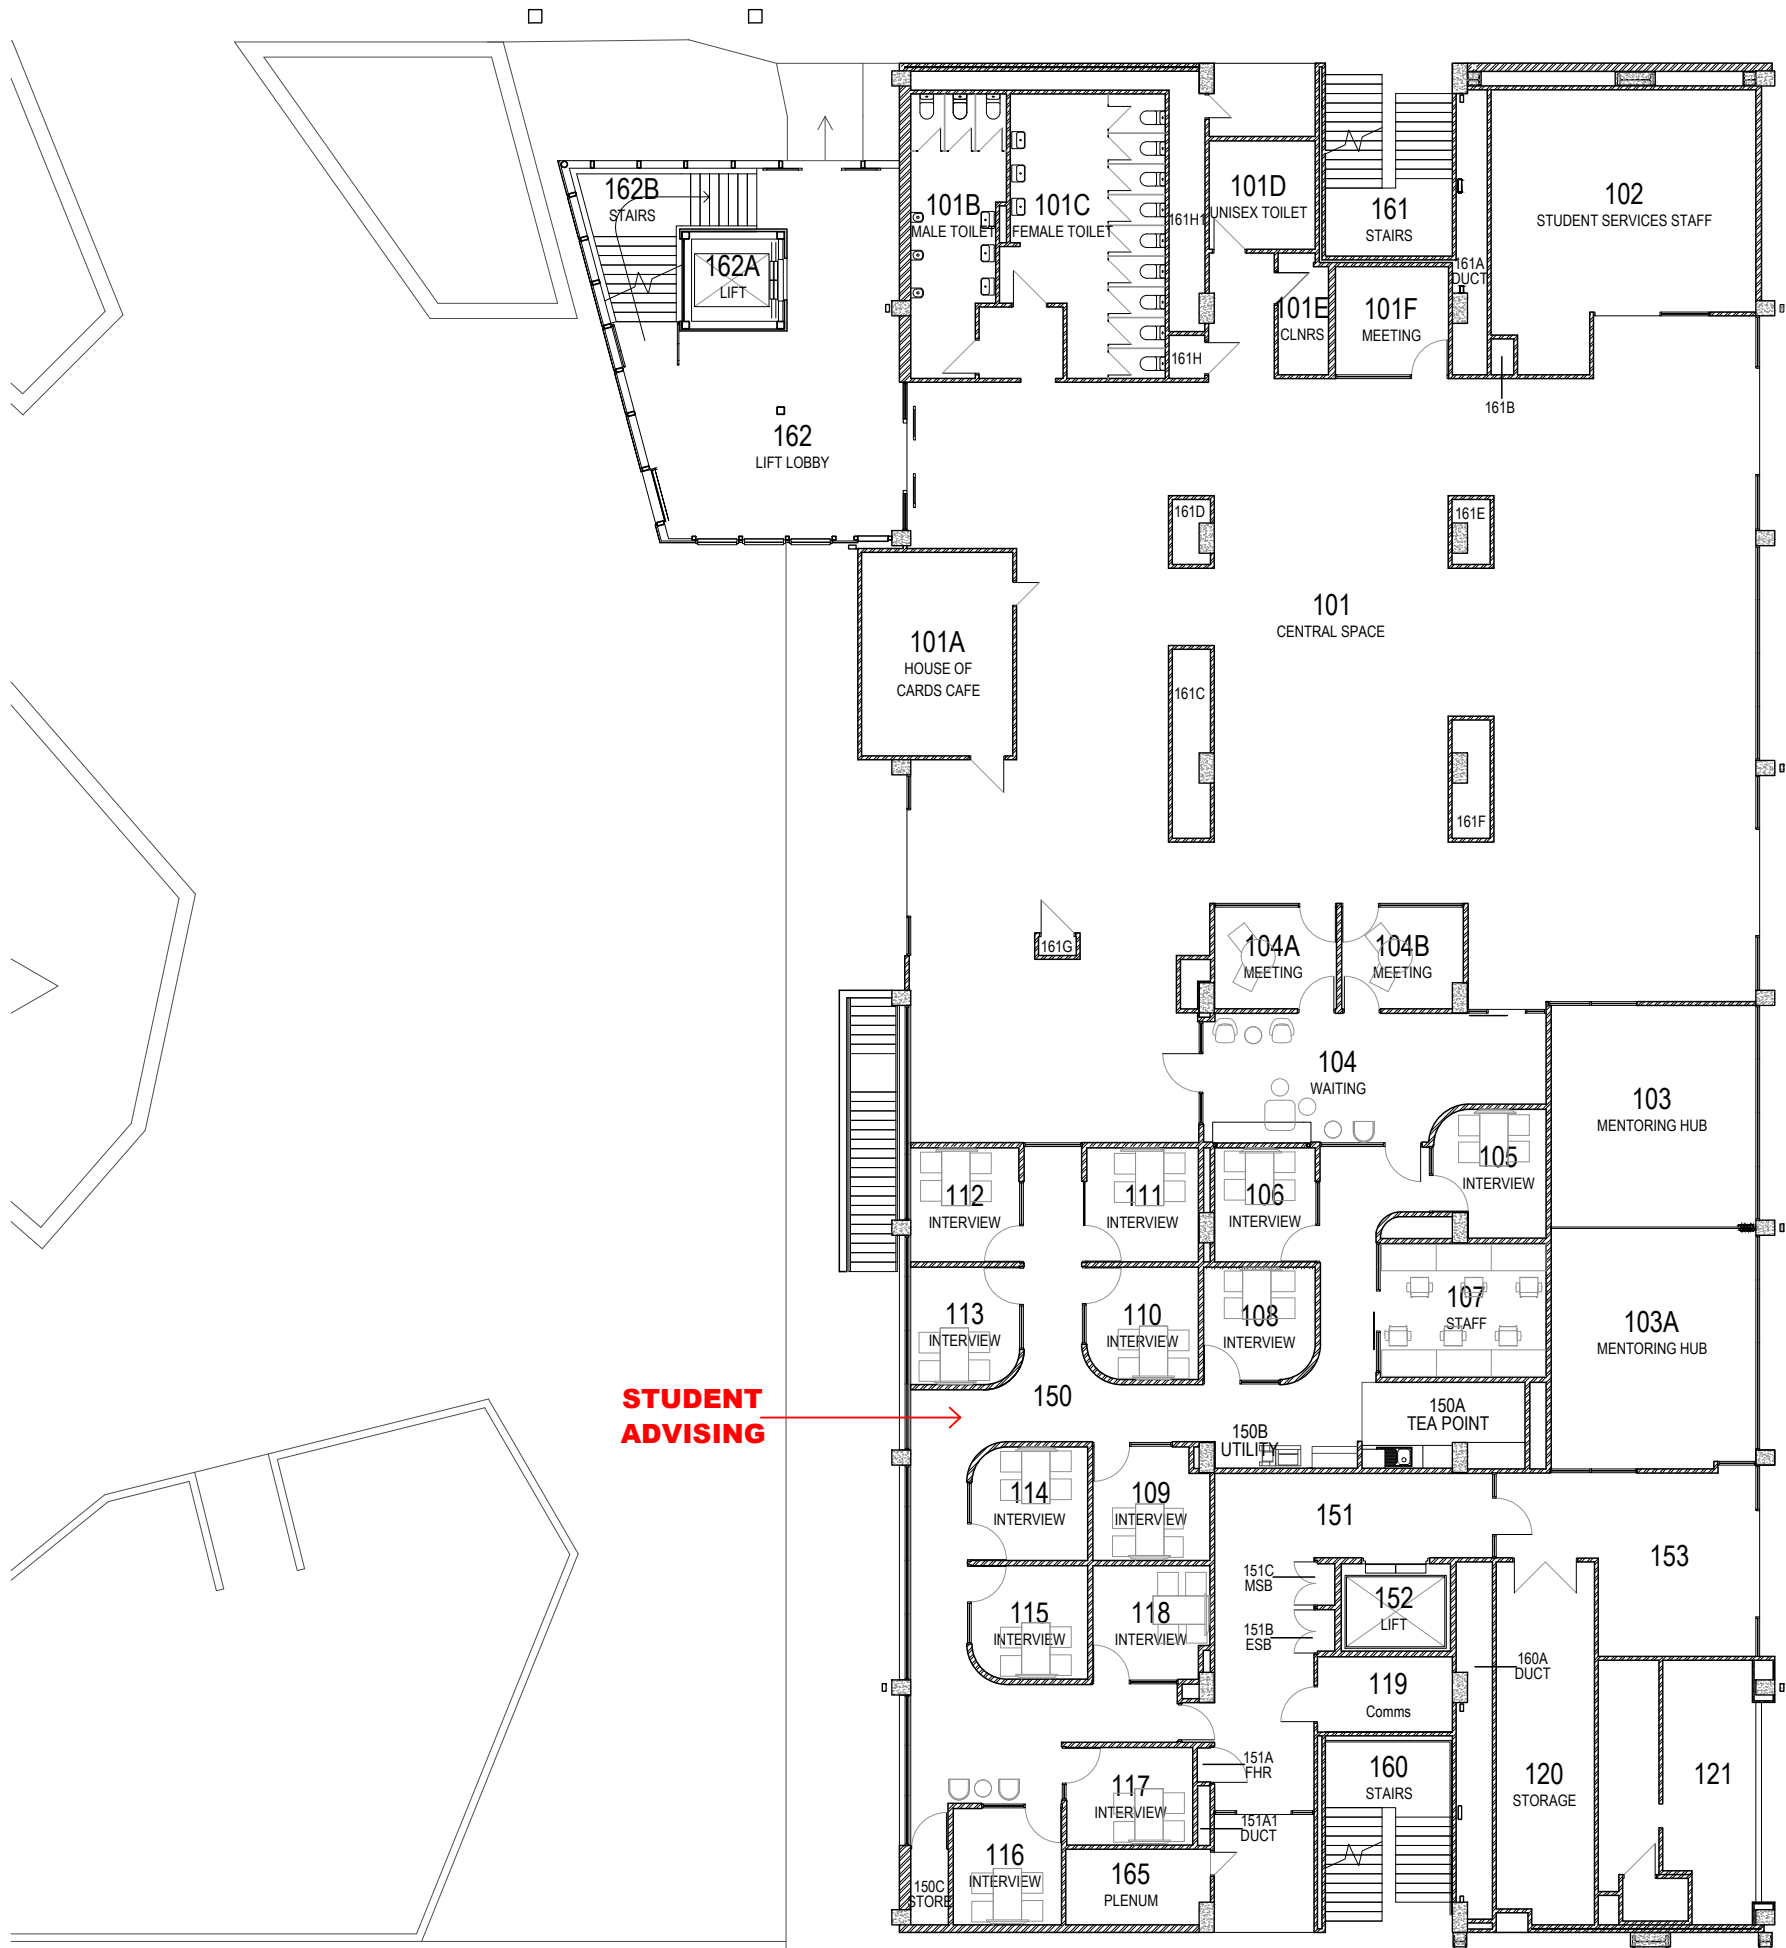 162B
STAIRS
162A
LIFT
101B
MALE TOILET
101C
FEMALE TOILET
161H1
101D
UNISEX TOILET
161
STAIRS
102
STUDENT SERVICES STAFF
161A
DUCT
101E
CLNRS
101F
MEETING
161H
161B
162
LIFT LOBBY
161D
161E
101
CENTRAL SPACE
101A
HOUSE OF
CARDS CAFE
161C
161F
161G
104A
MEETING
104B
MEETING
104
WAITING
103
MENTORING HUB
105
INTERVIEW
112
INTERVIEW
111
INTERVIEW
106
INTERVIEW
113
INTERVIEW
110
INTERVIEW
108
INTERVIEW
107
STAFF
103A
MENTORING HUB
STUDENT
ADVISING
150
150A
TEA POINT
150B
UTILITY
114
INTERVIEW
109
INTERVIEW
151
153
151C
MSB
152
LIFT
115
INTERVIEW
118
INTERVIEW
151B
ESB
160A
DUCT
119
Comms
151A
FHR
160
STAIRS
117
INTERVIEW
120
STORAGE
121
151A1
DUCT
116
INTERVIEW
165
PLENUM
150C
STORE